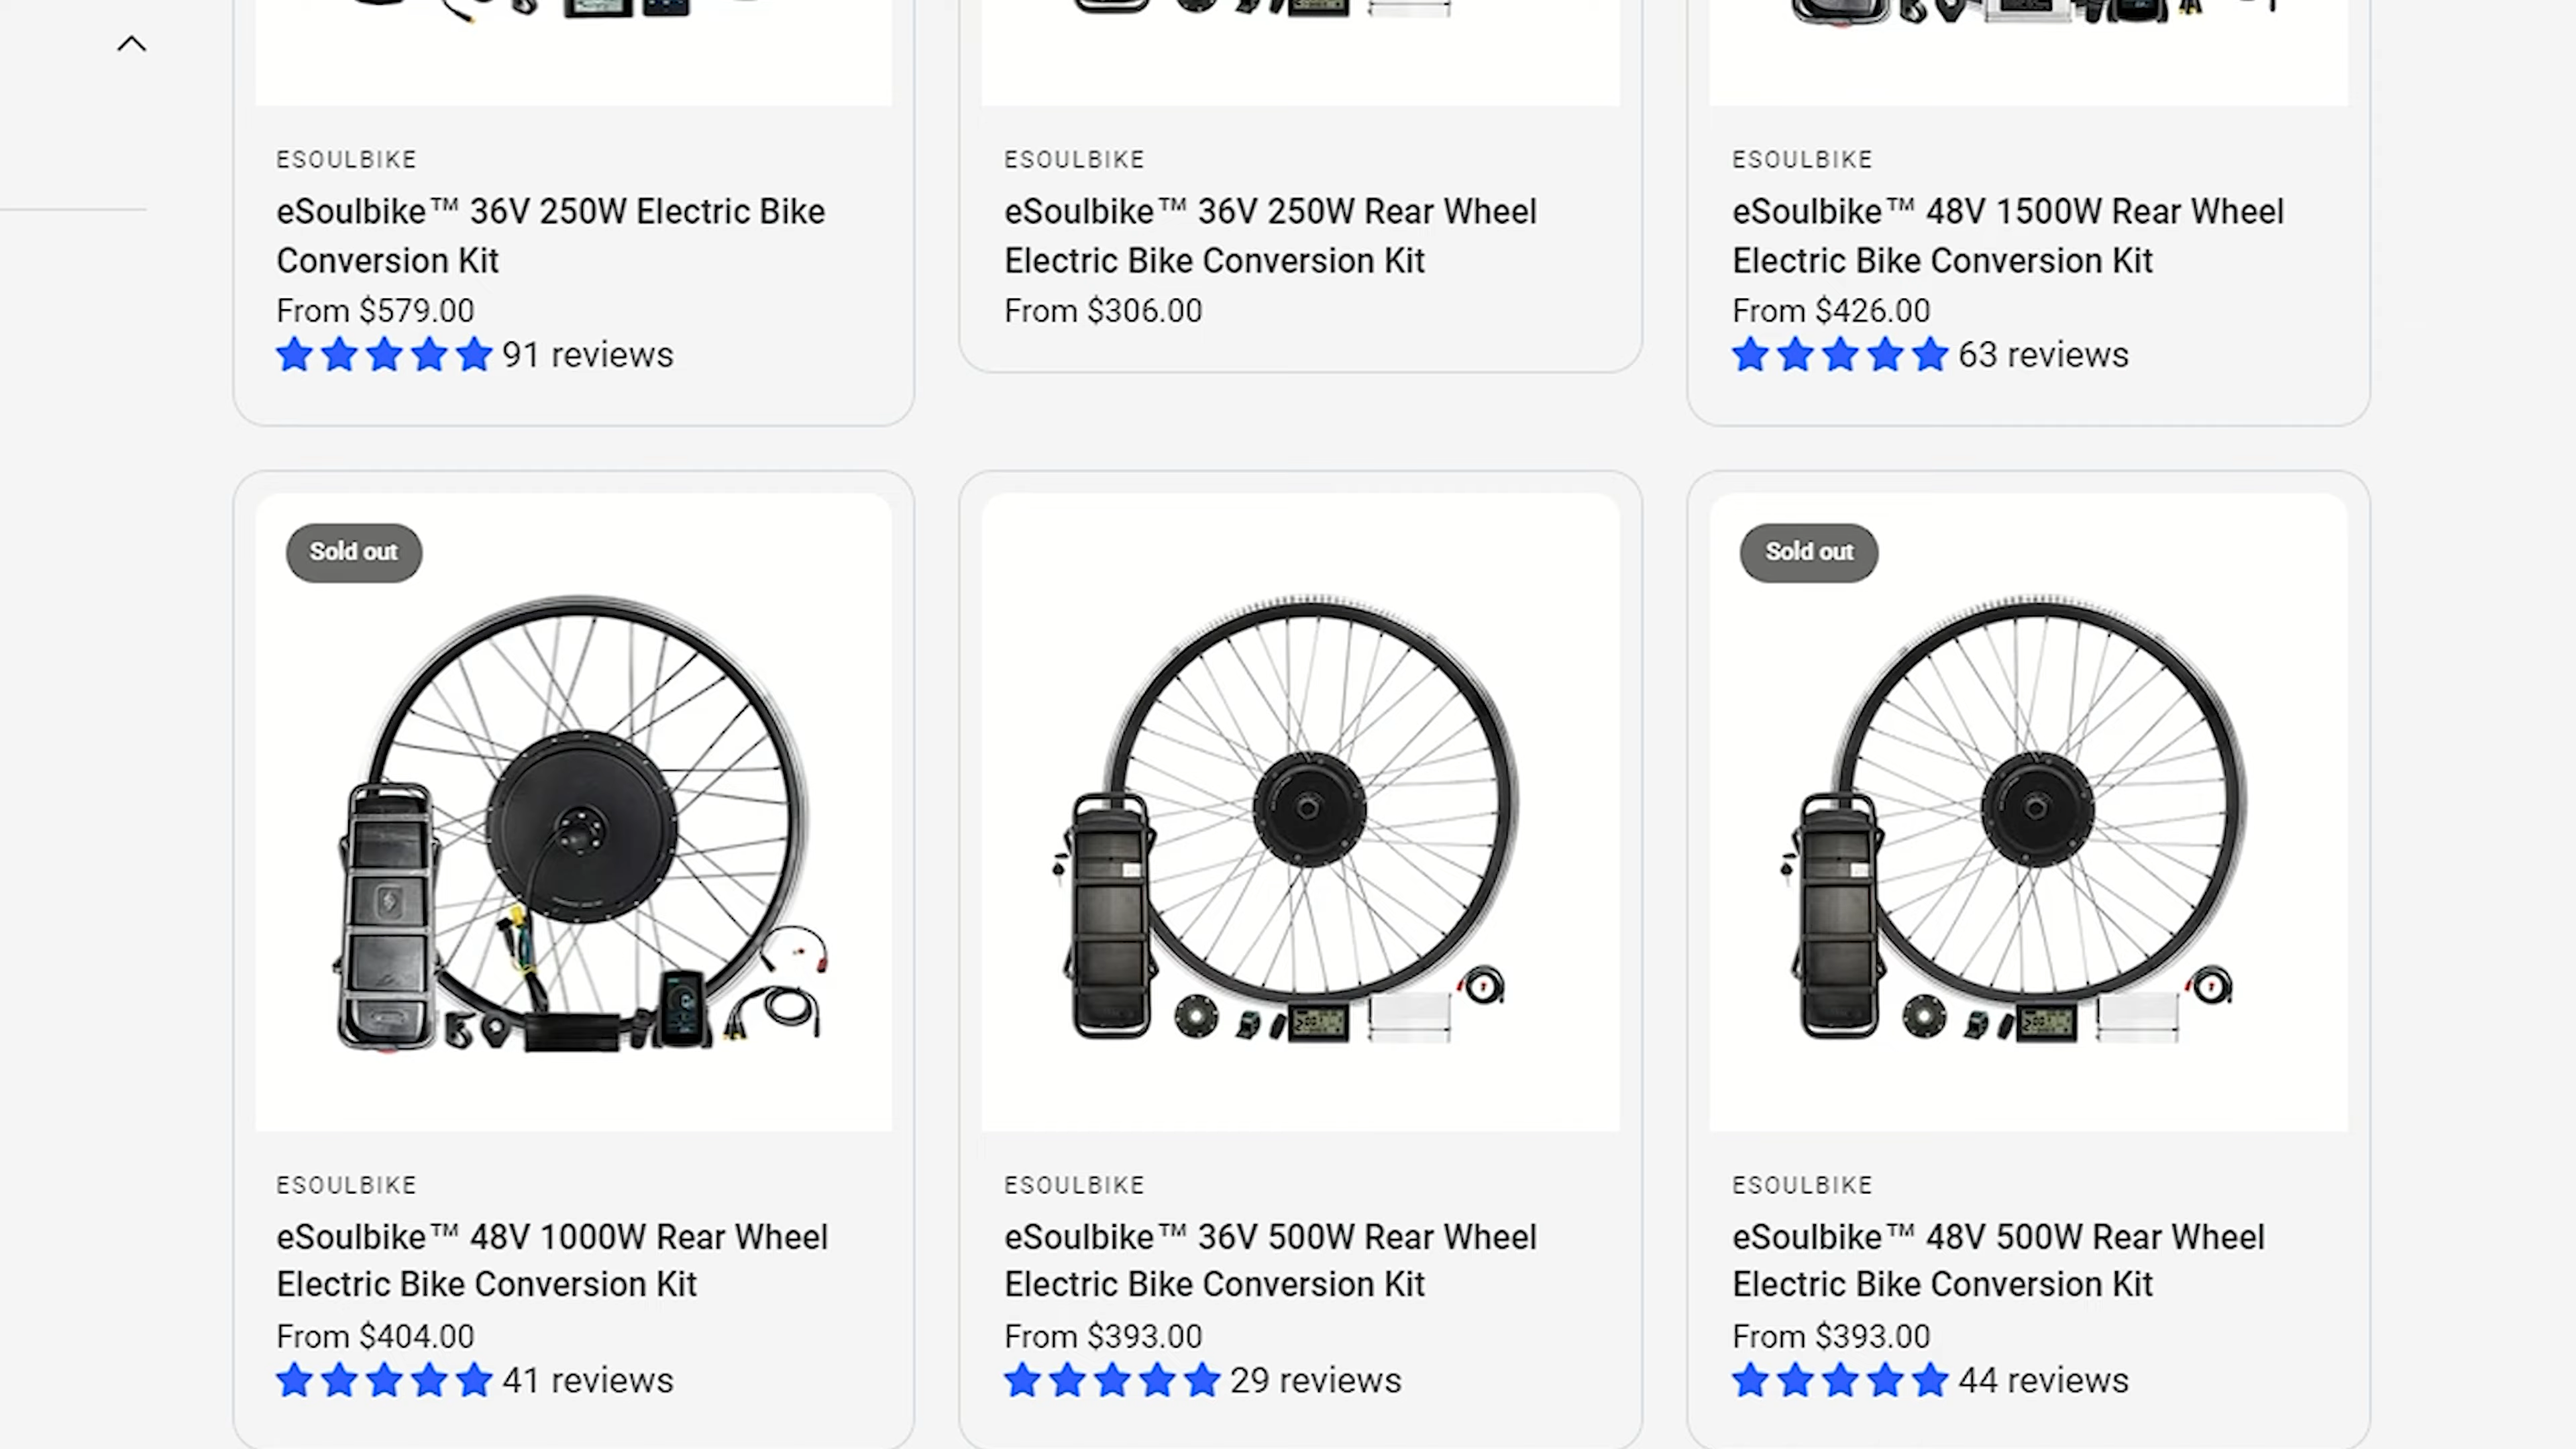 ESOULBIKE
eSoulbike™ 36V 250W Electric Bike
Conversion Kit
From $579.00
91 reviews
ESOULBIKE
eSoulbike™ 36V 250W Rear Wheel
Electric Bike Conversion Kit
From $306.00
ESOULBIKE
eSoulbike™ 48V 1500W Rear Wheel
Electric Bike Conversion Kit
From $426.00
63 reviews
Sold out
ESOULBIKE
eSoulbike™ 48V 1000W Rear Wheel
Electric Bike Conversion Kit
From $404.00
41 reviews
ESOULBIKE
eSoulbike™ 36V 500W Rear Wheel
Electric Bike Conversion Kit
From $393.00
29 reviews
Sold out
ESOULBIKE
eSoulbike™ 48V 500W Rear Wheel
Electric Bike Conversion Kit
From $393.00
44 reviews